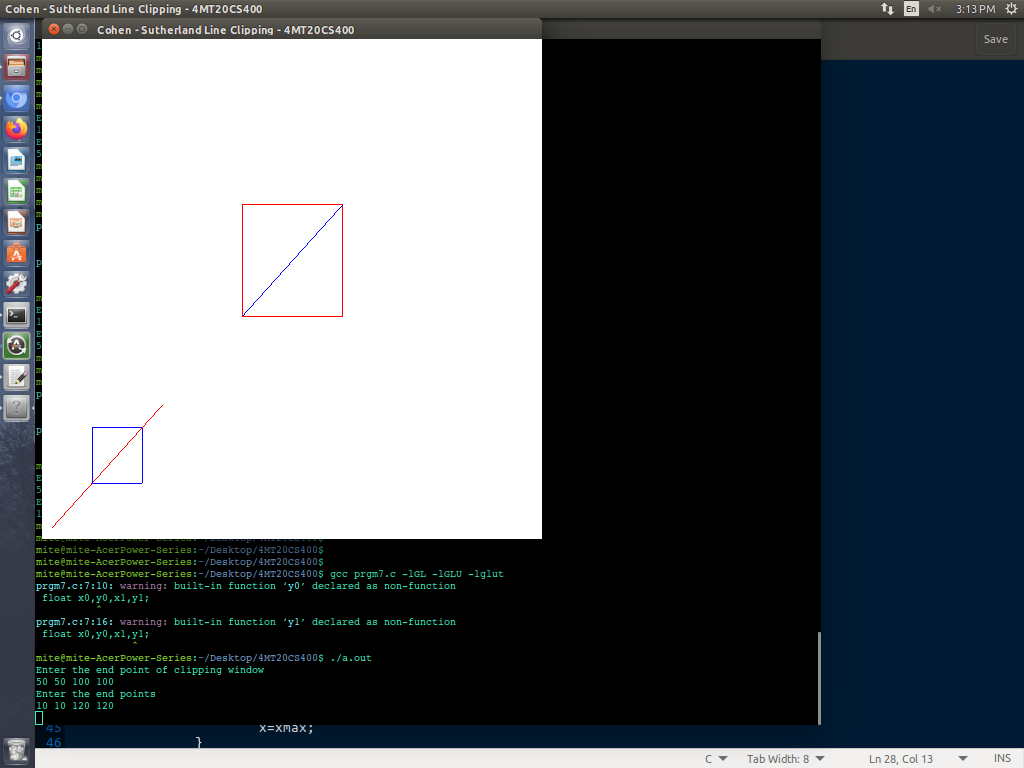 Cohen - Sutherland Line Clipping - 4MT20CS400
En
3:13 PM
Cohen - Sutherland Line Clipping - 4MT20CS400
Save
mite@mite-AcerPower-Series:~/Desktop/4MT20CS400$
mite@mite-AcerPower-Series:~/Desktop/4MT20CS400$
mite@mite-AcerPower-Series:~/Desktop/4MT20CS400$ gcc prgm7.c -lGL -lGLU -lglut
prgm7.c:7:10: warning: built-in function ‘y0’ declared as non-function
float x0,y0,x1,y1;
^
prgm7.c:7:16: warning: built-in function ‘y1’ declared as non-function
float x0,y0,x1,y1;
^
mite@mite-AcerPower-Series:~/Desktop/4MT20CS400$ ./a.out
Enter the end point of clipping window
50 50 100 100
Enter the end points
10 10 120 120
45 x=xmax;
46 }
C Tab Width: 8 Ln 28, Col 13 INS